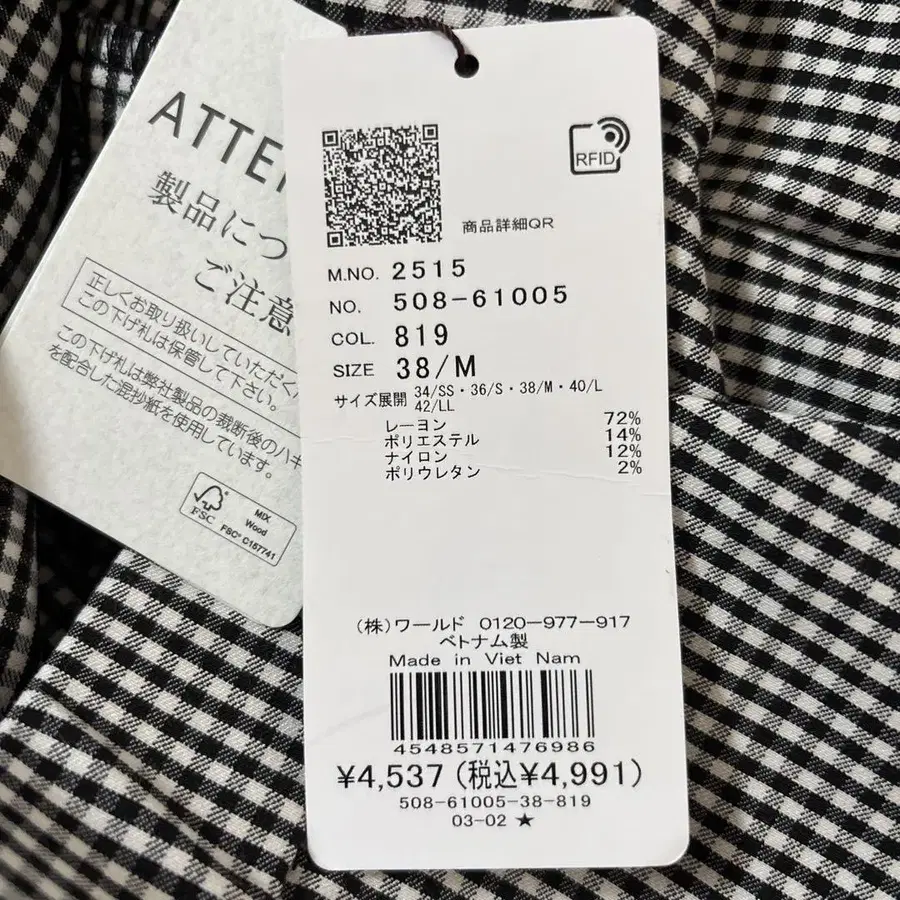 ATTE
製品につ
ご注意
正しくお取り扱いしていただく
この下げ札は保管して下さい。
この下げ札は弊社製品の裁断後のハキ
を配合した混抄紙を使用しています。
FSC
MIX
Wood
FSC® C157741
RFID
商品詳細QR
M.NO. 2515
NO. 508-61005
COL. 819
SIZE 38/M
サイズ展開 34/SS・36/S・38/M・40/L
42/LL
レーヨン 72%
ポリエステル 14%
ナイロン 12%
ポリウレタン 2%
(株)ワールド 0120-977-917
ベトナム製
Made in Viet Nam
4548571476986
¥4,537(税込¥4,991)
508-61005-38-819
03-02 ★